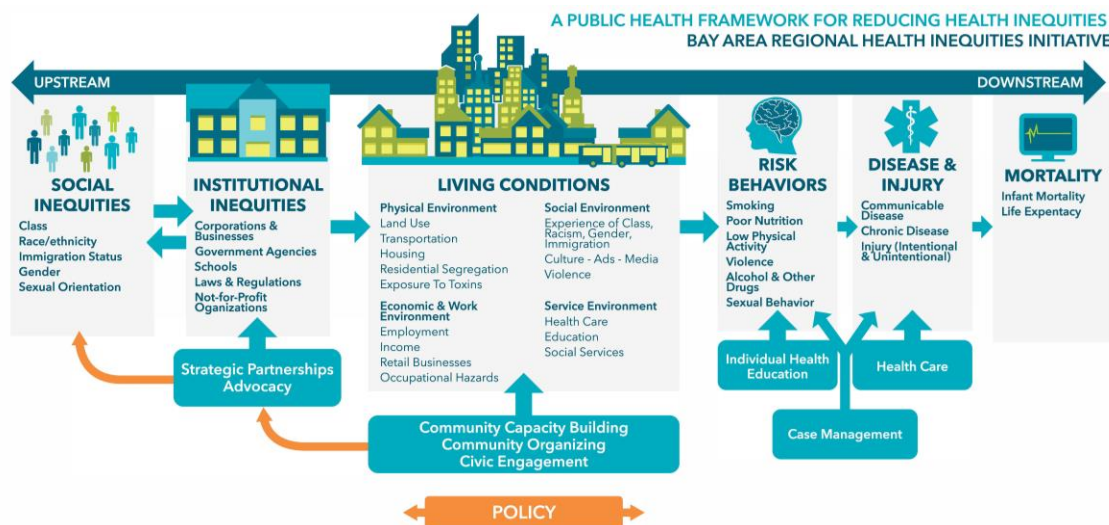 A PUBLIC HEALTH FRAMEWORK FOR REDUCING HEALTH INEQUITIES
BAY AREA REGIONAL HEALTH INEQUITIES INITIATIVE
UPSTREAM
DOWNSTREAM
SOCIAL
INEQUITIES
Class
Race/ethnicity
Immigration Status
Gender
Sexual Orientation
INSTITUTIONAL
INEQUITIES
Corporations &
Businesses
Government Agencies
Schools
Laws & Regulations
Not-for-Profit
Oganizations
LIVING CONDITIONS
Physical Environment
Land Use
Transportation
Housing
Residential Segregation
Exposure To Toxins
Economic & Work
Environment
Employment
Income
Retail Businesses
Occupational Hazards
Social Environment
Experience of Class,
Racism, Gender,
Immigration
Culture - Ads - Media
Violence
Service Environment
Health Care
Education
Social Services
RISK
BEHAVIORS
Smoking
Poor Nutrition
Low Physical
Activity
Violence
Alcohol & Other
Drugs
Sexual Behavior
DISEASE &
INJURY
Communicable
Disease
Chronic Disease
Injury (Intentional
& Unintentional)
MORTALITY
Infant Mortality
Life Expentacy
Strategic Partnerships
Advocacy
Community Capacity Building
Community Organizing
Civic Engagement
Individual Health
Education
Health Care
Case Management
POLICY